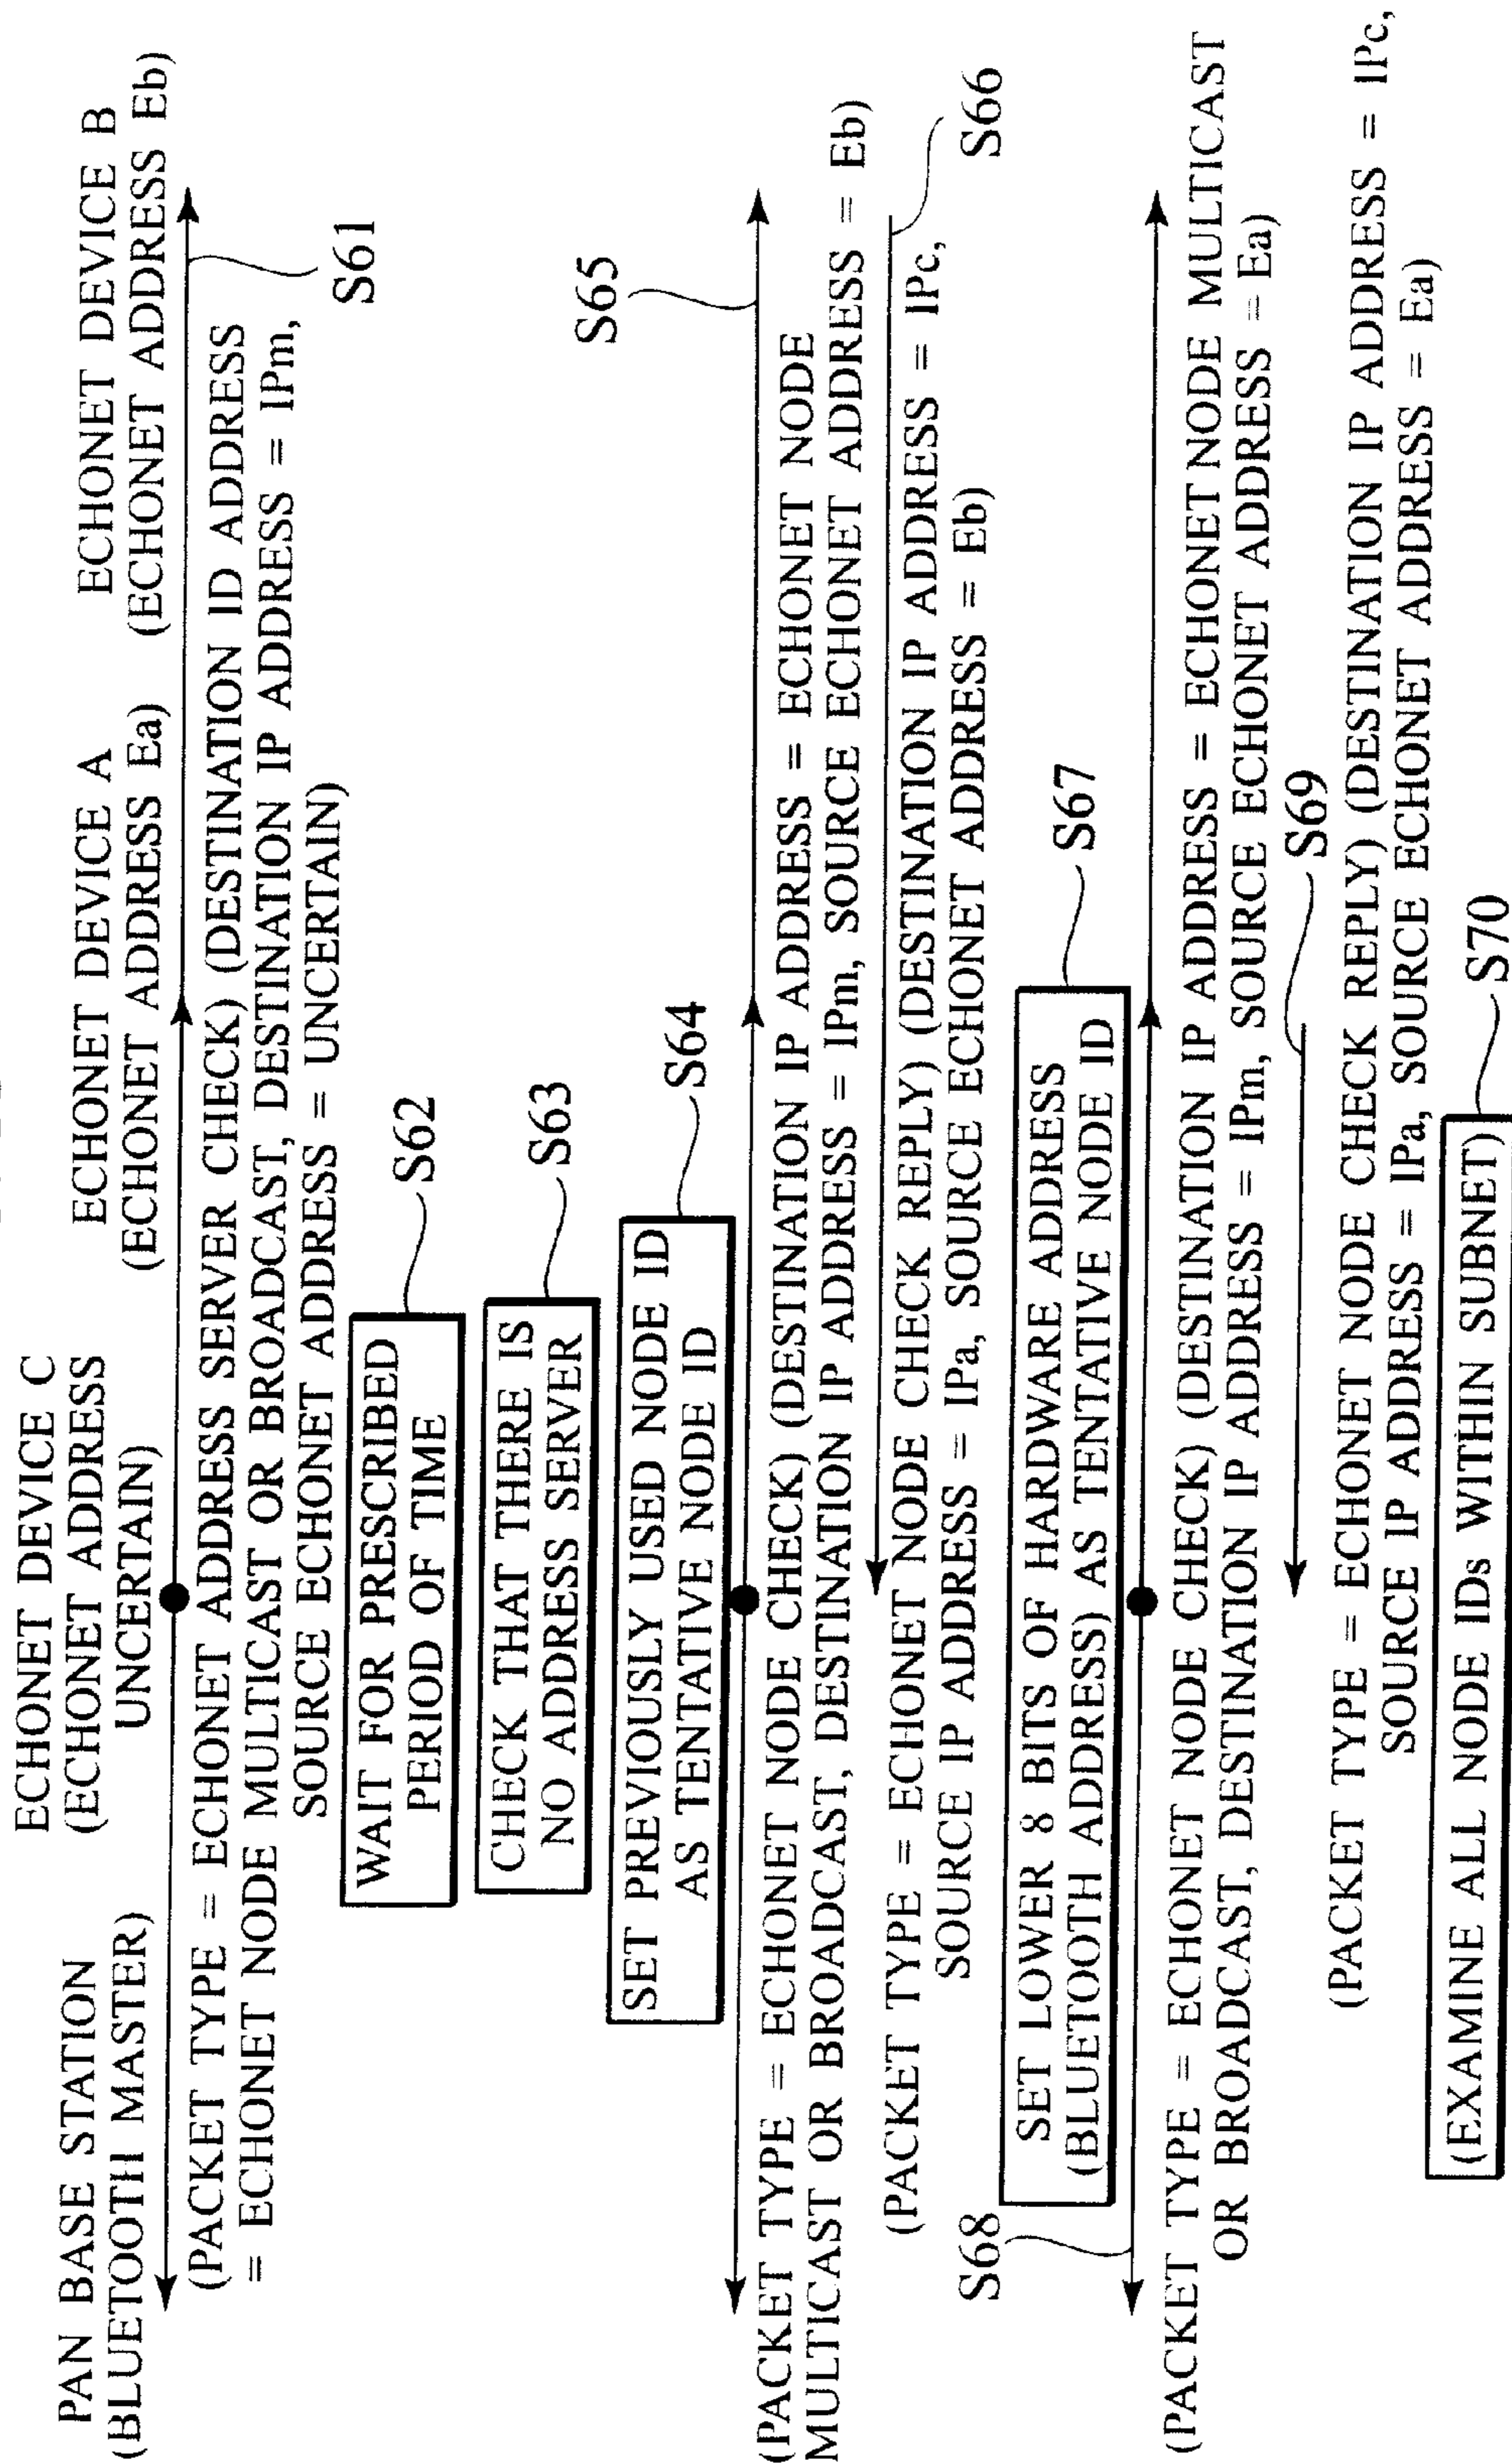 PAN BASE STATION
(BLUETOOTH MASTER)
ECHONET DEVICE C
(ECHONET ADDRESS
UNCERTAIN)
ECHONET DEVICE A
(ECHONET ADDRESS Ea)
ECHONET DEVICE B
(ECHONET ADDRESS Eb)
S61
(PACKET TYPE = ECHONET ADDRESS SERVER CHECK) (DESTINATION ID ADDRESS
= ECHONET NODE MULTICAST OR BROADCAST, DESTINATION IP ADDRESS = IPm,
SOURCE ECHONET ADDRESS = UNCERTAIN)
WAIT FOR PRESCRIBED
PERIOD OF TIME
S62
CHECK THAT THERE IS
NO ADDRESS SERVER
S63
SET PREVIOUSLY USED NODE ID
AS TENTATIVE NODE ID
S64
S65
(PACKET TYPE = ECHONET NODE CHECK) (DESTINATION IP ADDRESS = ECHONET NODE
MULTICAST OR BROADCAST, DESTINATION IP ADDRESS = IPm, SOURCE ECHONET ADDRESS = Eb)
S66
(PACKET TYPE = ECHONET NODE CHECK REPLY) (DESTINATION IP ADDRESS = IPc,
SOURCE IP ADDRESS = IPa, SOURCE ECHONET ADDRESS = Eb)
SET LOWER 8 BITS OF HARDWARE ADDRESS
(BLUETOOTH ADDRESS) AS TENTATIVE NODE ID
S67
S68
(PACKET TYPE = ECHONET NODE CHECK) (DESTINATION IP ADDRESS = ECHONET NODE MULTICAST
OR BROADCAST, DESTINATION IP ADDRESS = IPm, SOURCE ECHONET ADDRESS = Ea)
S69
(PACKET TYPE = ECHONET NODE CHECK REPLY) (DESTINATION IP ADDRESS = IPc,
SOURCE IP ADDRESS = IPa, SOURCE ECHONET ADDRESS = Ea)
(EXAMINE ALL NODE IDs WITHIN SUBNET)
S70